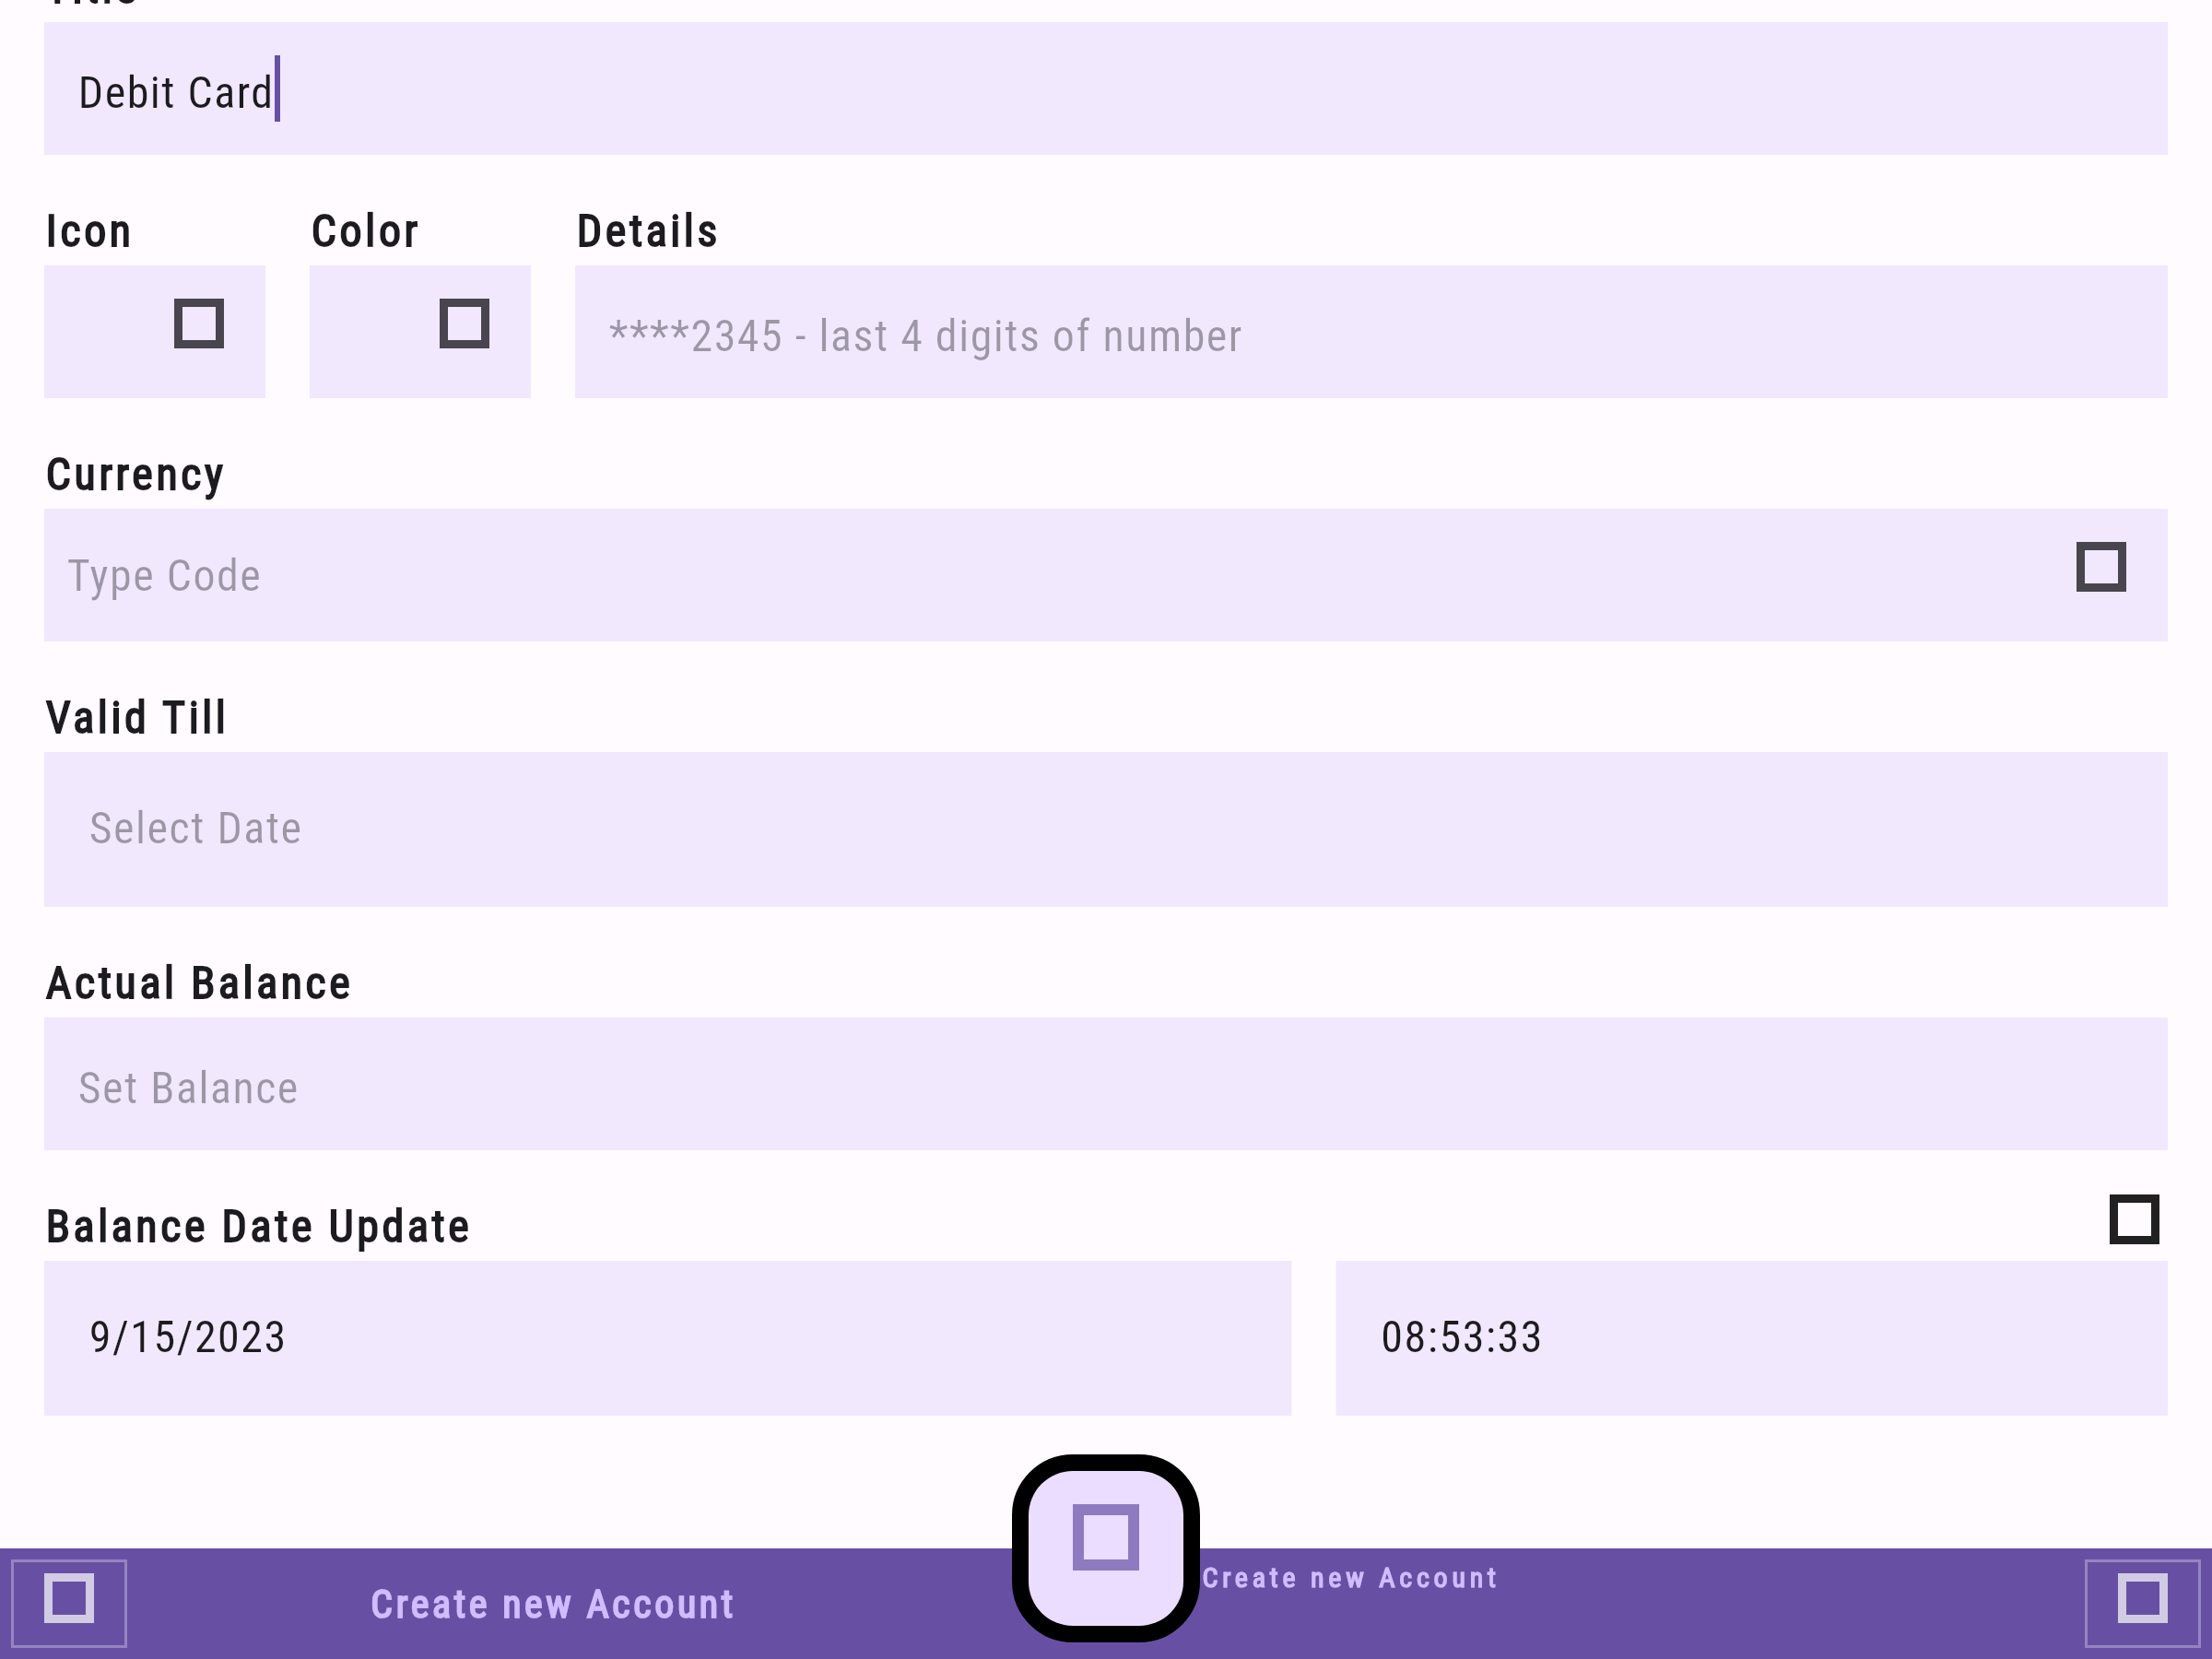 Title
Debit Card
Icon Color Details
****2345 - last 4 digits of number
Currency
Type Code
Valid Till
Select Date
Actual Balance
Set Balance
Balance Date Update
9/15/2023 08:53:33
Create new Account
Create new Account